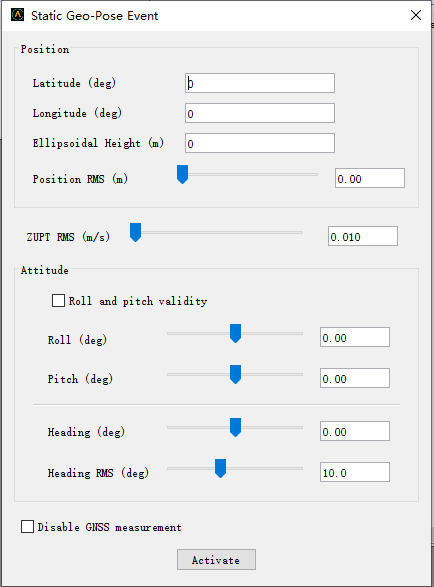 Static Geo-Pose Event
Position
Latitude (deg) 0
Longitude (deg) 0
Ellipsoidal Height (m) 0
Position RMS (m) 0.00
ZUPT RMS (m/s) 0.010
Attitude
Roll and pitch validity
Roll (deg) 0.00
Pitch (deg) 0.00
Heading (deg) 0.00
Heading RMS (deg) 10.0
Disable GNSS measurement
Activate